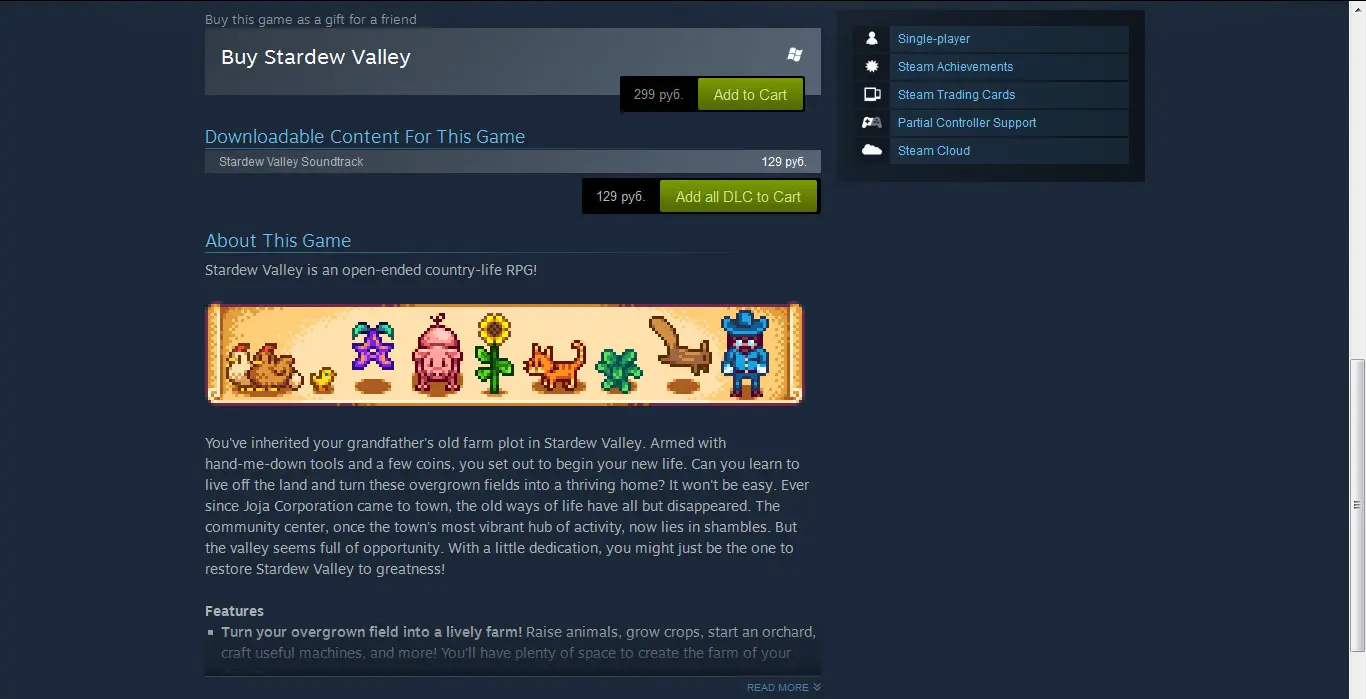 Buy this game as a gift for a friend
Buy Stardew Valley
299 руб.
Add to Cart
Downloadable Content For This Game
Stardew Valley Soundtrack
129 руб.
129 руб.
Add all DLC to Cart
About This Game
Stardew Valley is an open-ended country-life RPG!
You've inherited your grandfather's old farm plot in Stardew Valley. Armed with
hand-me-down tools and a few coins, you set out to begin your new life. Can you learn to
live off the land and turn these overgrown fields into a thriving home? It won't be easy. Ever
since Joja Corporation came to town, the old ways of life have all but disappeared. The
community center, once the town's most vibrant hub of activity, now lies in shambles. But
the valley seems full of opportunity. With a little dedication, you might just be the one to
restore Stardew Valley to greatness!
Features
Turn your overgrown field into a lively farm! Raise animals, grow crops, start an orchard,
craft useful machines, and more! You'll have plenty of space to create the farm of your
READ MORE
Single-player
Steam Achievements
Steam Trading Cards
Partial Controller Support
Steam Cloud